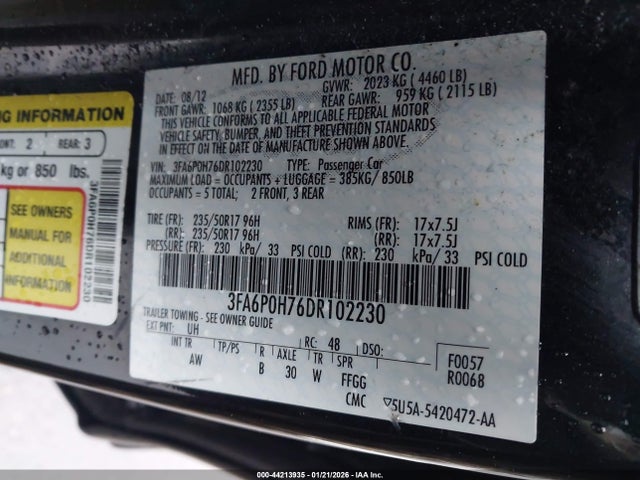 NG INFORMATION
ONT: 2 REAR: 3
kg or 850 lbs.
SEE OWNERS
MANUAL FOR
ADDITIONAL
INFORMATION
3FA6P0H76DR102230
MFD. BY FORD MOTOR CO.
DATE: 08/12 GVWR: 2023 KG ( 4460 LB)
FRONT GAWR: 1068 KG ( 2355 LB) REAR GAWR: 959 KG ( 2115 LB)
THIS VEHICLE CONFORMS TO ALL APPLICABLE FEDERAL MOTOR
VEHICLE SAFETY, BUMPER, AND THEFT PREVENTION STANDARDS
IN EFFECT ON THE DATE OF MANUFACTURE SHOWN ABOVE.
VIN: 3FA6P0H76DR102230 TYPE: Passenger Car
MAXIMUM LOAD = OCCUPANTS + LUGGAGE = 385KG/ 850LB
OCCUPANTS = 5 TOTAL; 2 FRONT, 3 REAR
TIRE (FR): 235/50R17 96H RIMS (FR): 17x7.5J
(RR): 235/50R17 96H (RR): 17x7.5J
PRESSURE (FR): 230 kPa/ 33 PSI COLD (RR): 230 kPa/ 33 PSI COLD
3FA6P0H76DR102230
TRAILER TOWING - SEE OWNER GUIDE
EXT PNT: UH RC: 48 DSO:
INT TR TP/PS R AXLE TR SPR F0057
AW B 30 W FFGG R0068
CMC ▽5U5A-5420472-AA
000-44213935 - 01/21/2026 - IAAI.COM